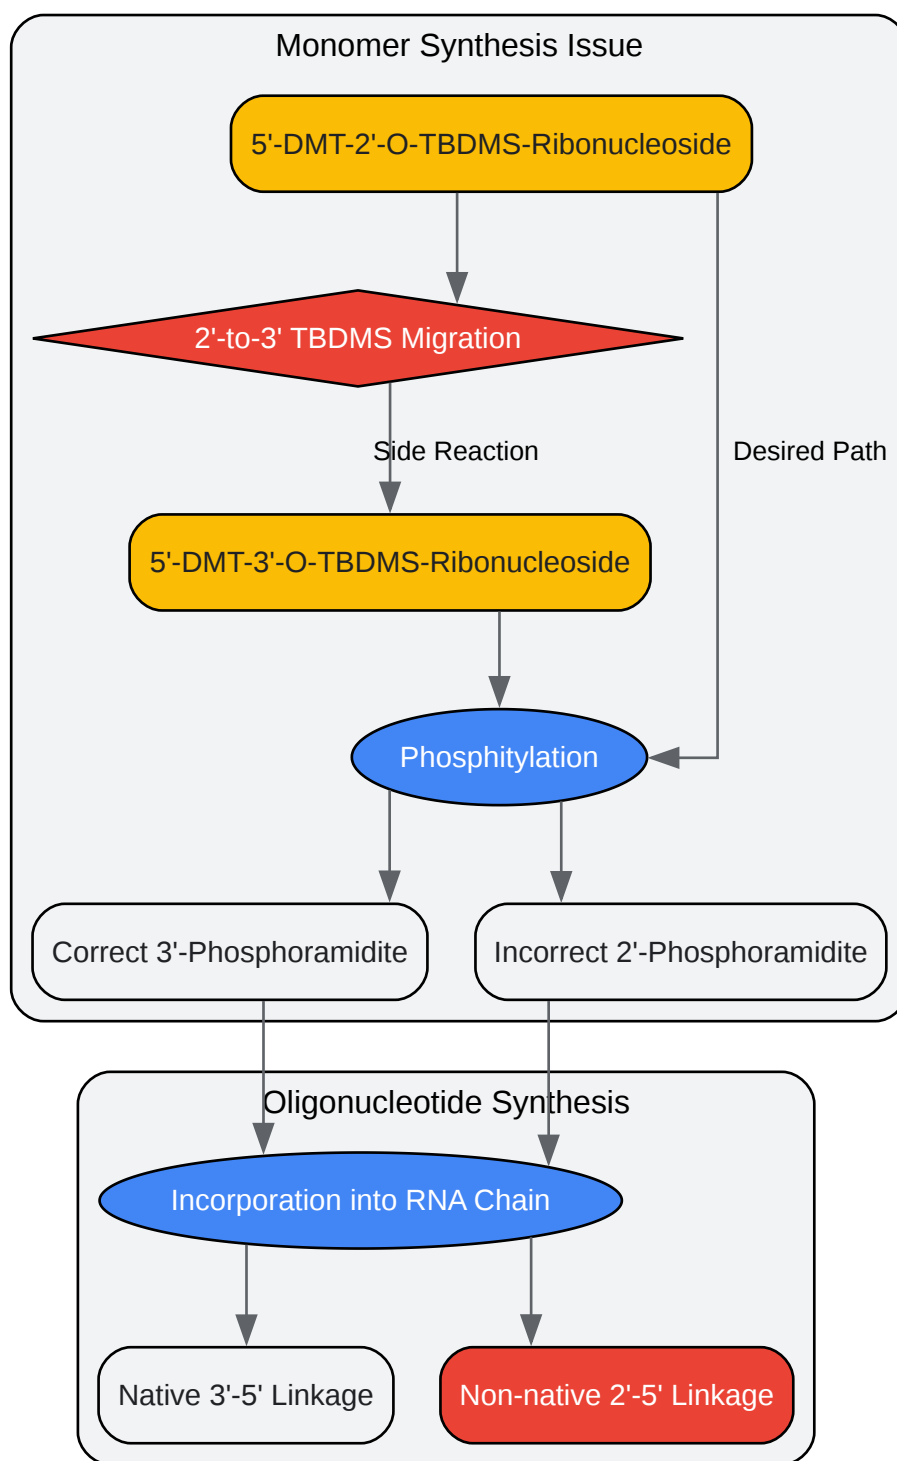 Monomer Synthesis Issue
5'-DMT-2'-O-TBDMS-Ribonucleoside
2'-to-3' TBDMS Migration
Side Reaction
Desired Path
5'-DMT-3'-O-TBDMS-Ribonucleoside
Phosphitylation
Correct 3'-Phosphoramidite
Incorrect 2'-Phosphoramidite
Oligonucleotide Synthesis
Incorporation into RNA Chain
Native 3'-5' Linkage
Non-native 2'-5' Linkage